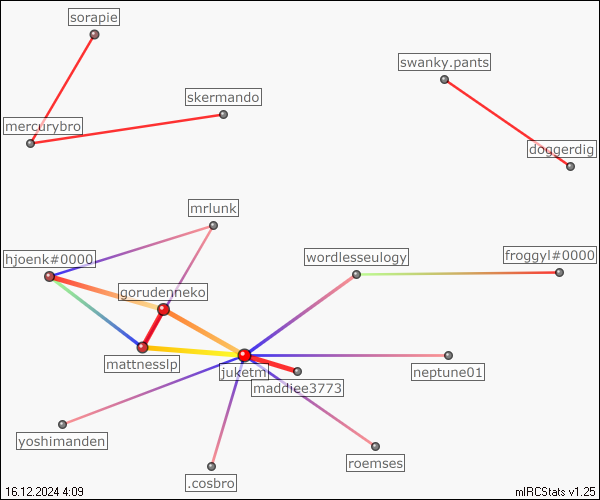 sorapie
swanky.pants
skermando
mercurybro
doggerdig
mrlunk
hjoenk#0000
wordlesseulogy
froggyl#0000
gorudenneko
mattnesslp
juketm
neptune01
maddiee3773
yoshimanden
roemses
.cosbro
16.12.2024 4:09
mIRCStats v1.25